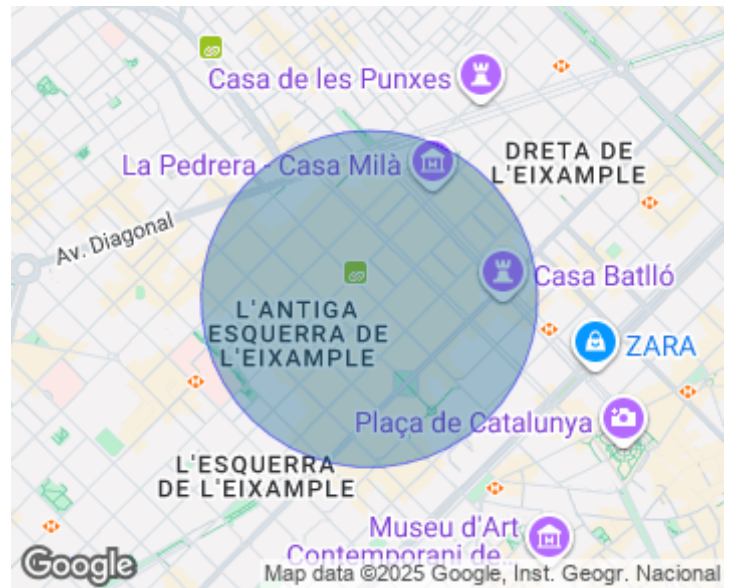 Casa de les Punxes
La Pedrera - Casa Milà
DRETA DE
L'EIXAMPLE
Av. Diagonal
Casa Batlló
L'ANTIGA
ESQUERRA DE
L'EIXAMPLE
ZARA
Plaça de Catalunya
L'ESQUERRA
DE L'EIXAMPLE
Museu d'Art
Contemporani de...
Google
Map data ©2025 Google, Inst. Geogr. Nacional